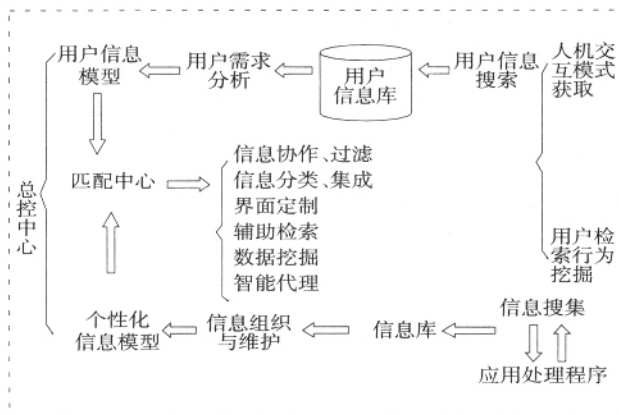 用户信息
模型
用户需求
分析
用户
信息库
用户信息
搜索
人机交
互模式
获取
总控中心
匹配中心
信息协作、过滤
信息分类、集成
界面定制
辅助检索
数据挖掘
智能代理
用户检
索行为
挖掘
个性化
信息模型
信息组织
与维护
信息库
信息搜集
应用处理程序